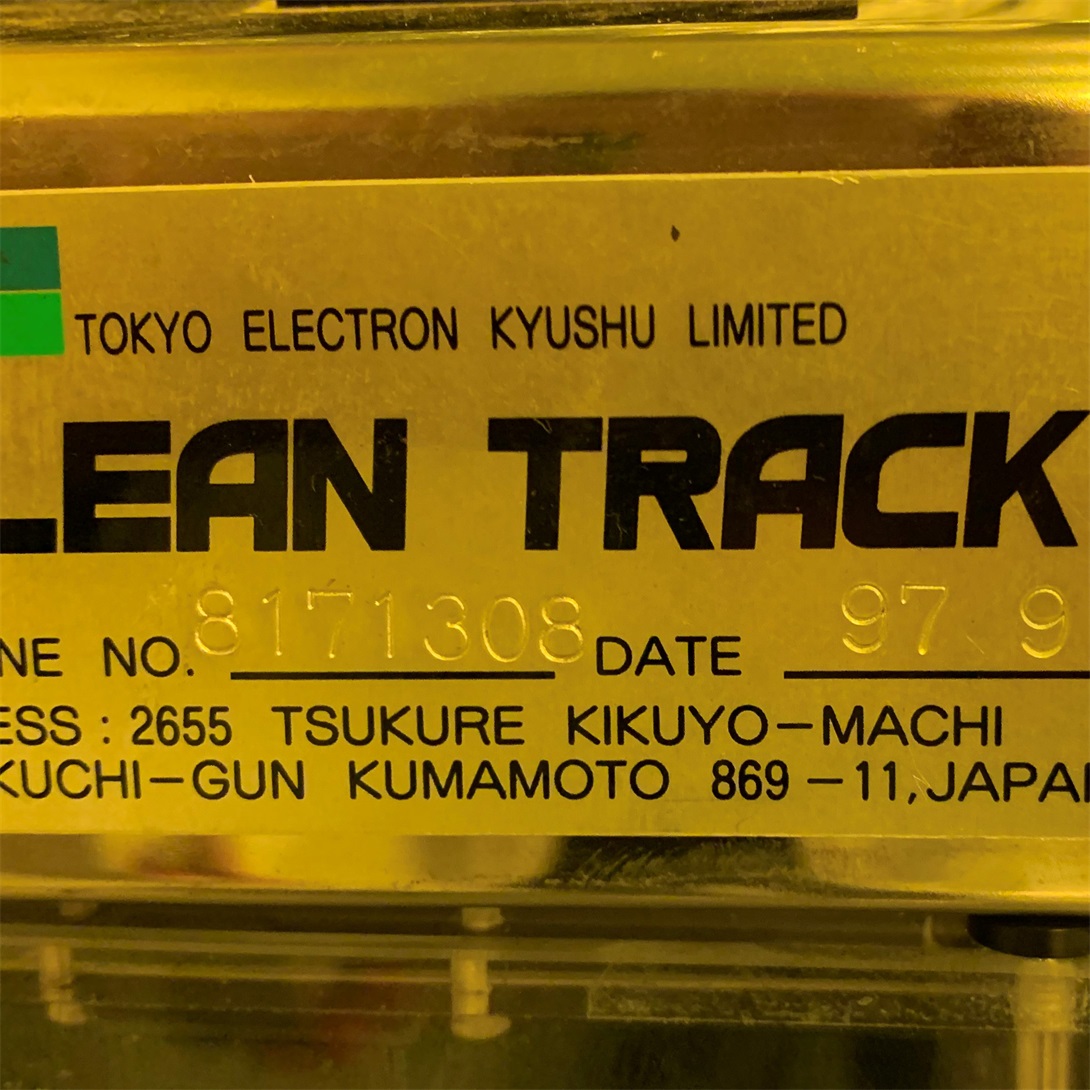 TOKYO ELECTRON KYUSHU LIMITED
LEAN TRACK
NE NO. 8171308 DATE 97. 9
ESS : 2655 TSUKURE KIKUYO-MACHI
KUCHI-GUN KUMAMOTO 869-11, JAPAN